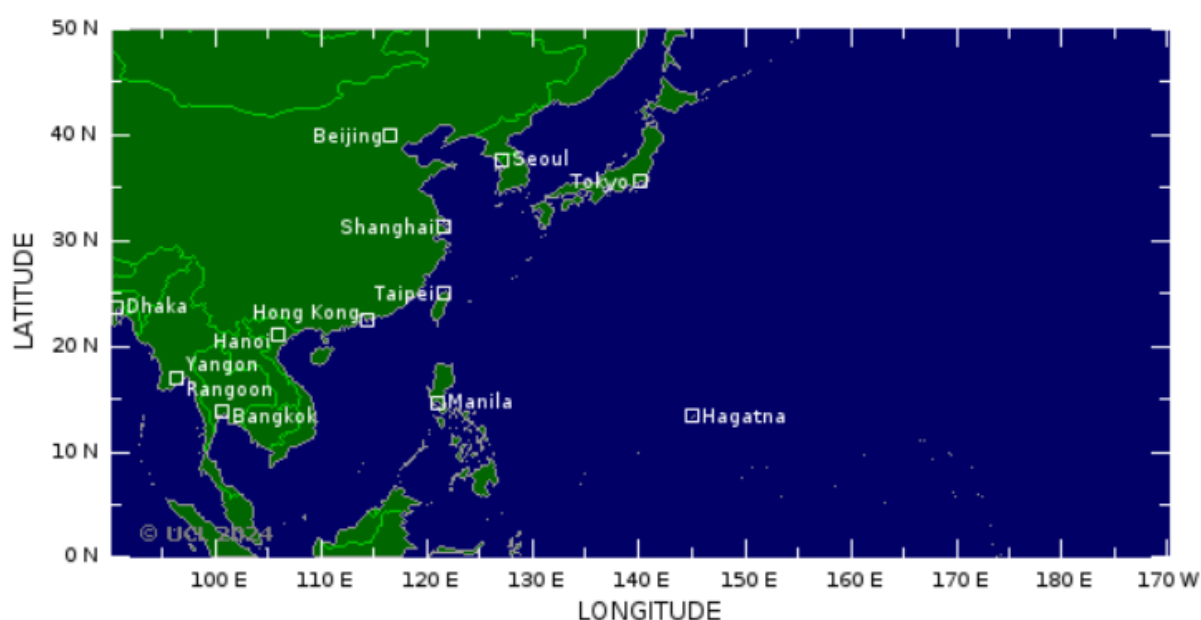 50 N
40 N
30 N
20 N
10 N
0 N
LATITUDE
Beijing
Seoul
Tokyo
Shanghai
Taipei
Dhaka
Hong Kong
Hanoi
Yangon
Rangoon
Bangkok
Manila
Hagatna
© UCL 2024
100 E 110 E 120 E 130 E 140 E 150 E 160 E 170 E 180 E 170 W
LONGITUDE